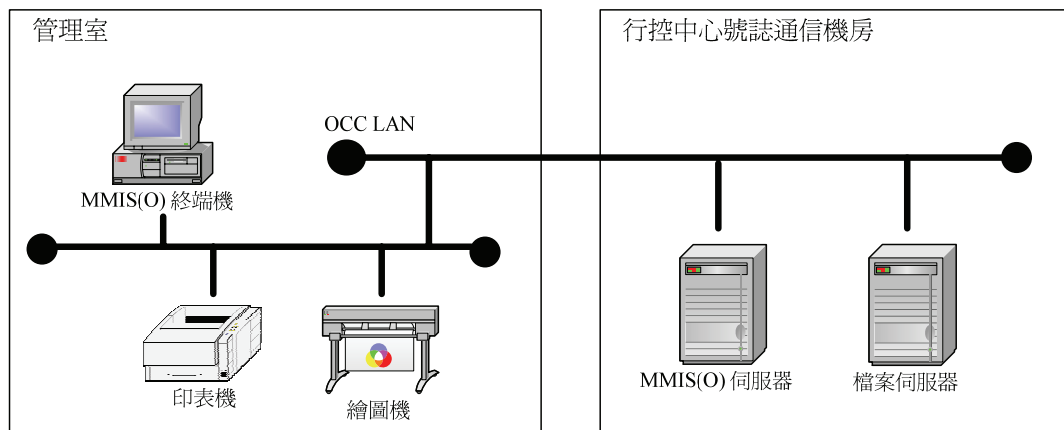 管理室
OCC LAN
MMIS(O) 終端機
印表機
繪圖機
行控中心號誌通信機房
MMIS(O) 伺服器
檔案伺服器